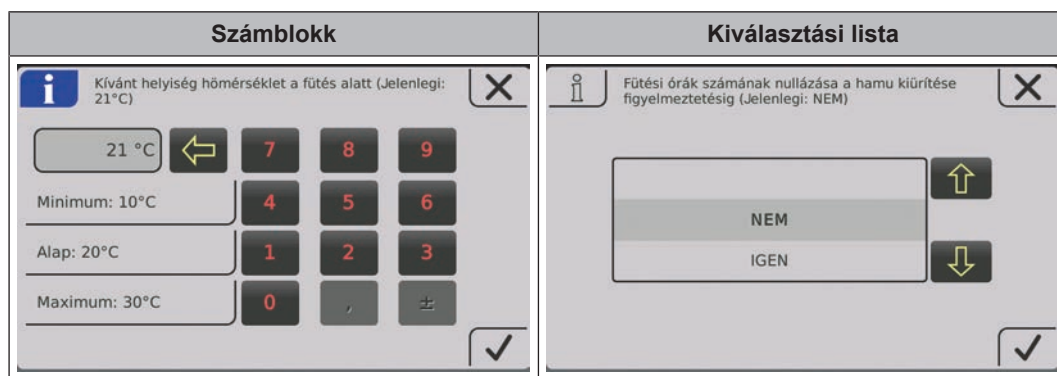 Számblokk
Kiválasztási lista
i
Kívánt helyiség hőmérséklet a fűtés alatt (Jelenlegi:
21°C)
21 °C
7 8 9
Minimum: 10°C
4 5 6
Alap: 20°C
1 2 3
Maximum: 30°C
0 , ±
i
Fűtési órák számának nullázása a hamu kiürítése
figyelmeztetésig (Jelenlegi: NEM)
NEM
IGEN